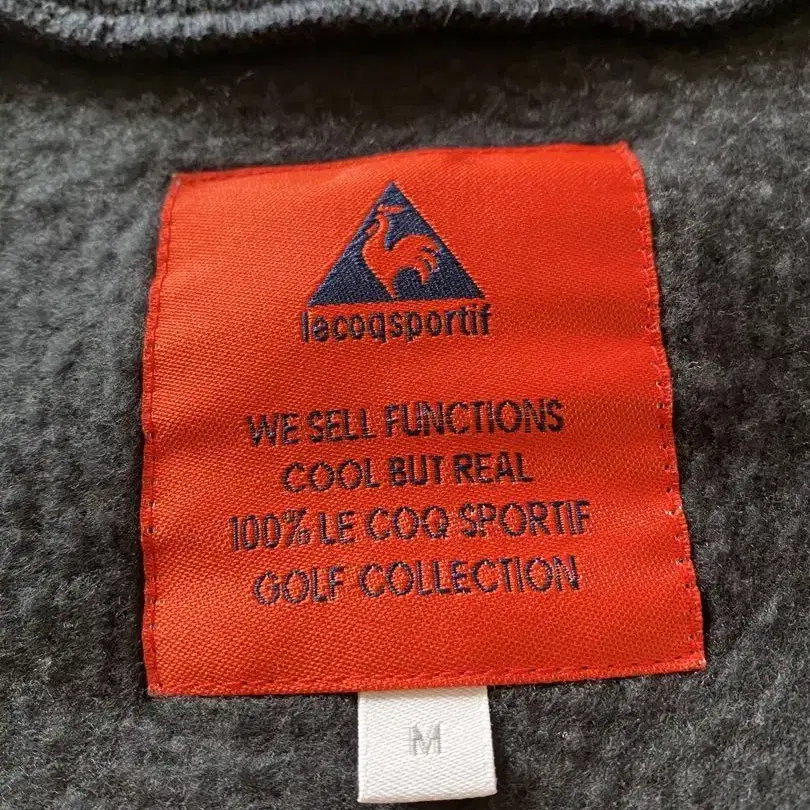 lecoqsportif
WE SELL FUNCTIONS
COOL BUT REAL
100% LE COQ SPORTIF
GOLF COLLECTION
M